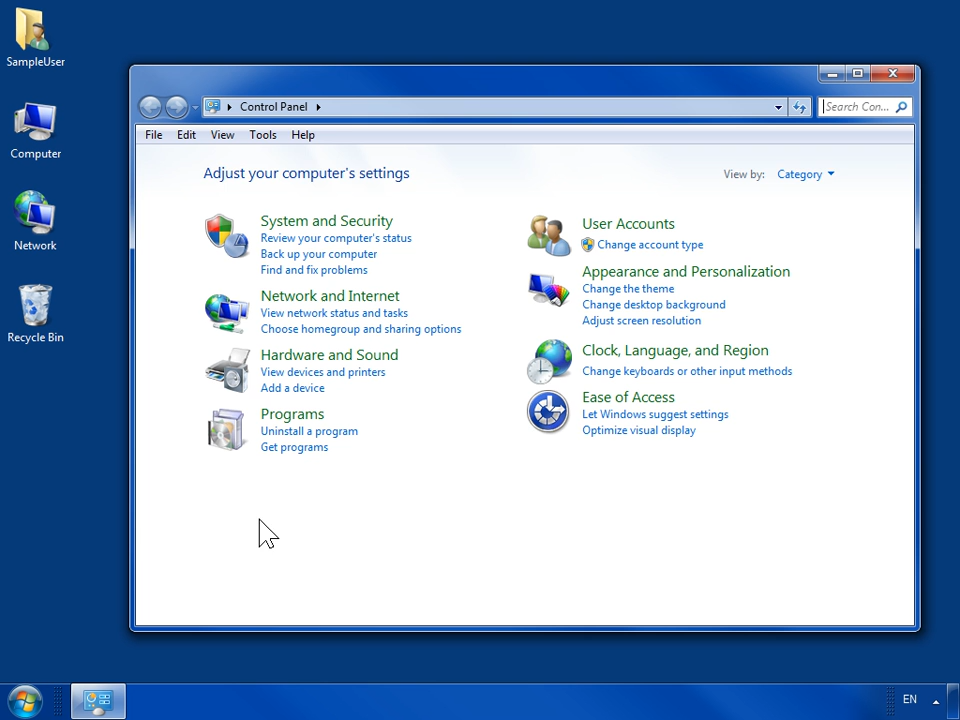 SampleUser
Computer
Network
Recycle Bin
Control Panel
Search Con...
File Edit View Tools Help
Adjust your computer's settings
View by: Category
System and Security
Review your computer's status
Back up your computer
Find and fix problems
Network and Internet
View network status and tasks
Choose homegroup and sharing options
Hardware and Sound
View devices and printers
Add a device
Programs
Uninstall a program
Get programs
User Accounts
Change account type
Appearance and Personalization
Change the theme
Change desktop background
Adjust screen resolution
Clock, Language, and Region
Change keyboards or other input methods
Ease of Access
Let Windows suggest settings
Optimize visual display
EN